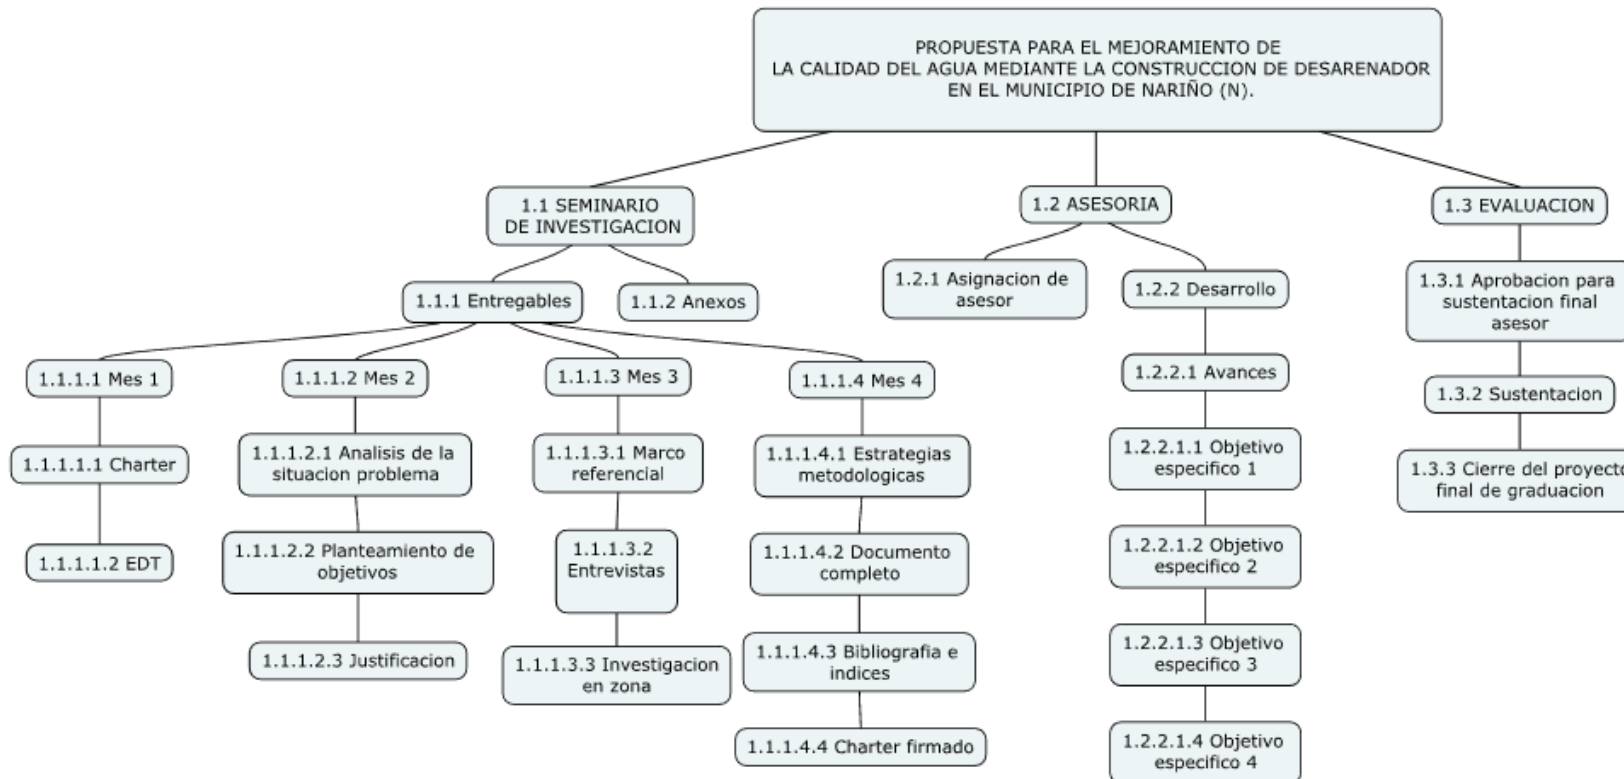 PROPUESTA PARA EL MEJORAMIENTO DE
LA CALIDAD DEL AGUA MEDIANTE LA CONSTRUCCION DE DESARENADOR
EN EL MUNICIPIO DE NARIÑO (N).
1.1 SEMINARIO
DE INVESTIGACION
1.2 ASESORIA
1.3 EVALUACION
1.1.1 Entregables
1.1.2 Anexos
1.2.1 Asignacion de
asesor
1.2.2 Desarrollo
1.3.1 Aprobacion para
sustentacion final
asesor
1.1.1.1 Mes 1
1.1.1.2 Mes 2
1.1.1.3 Mes 3
1.1.1.4 Mes 4
1.2.2.1 Avances
1.3.2 Sustentacion
1.1.1.1.1 Charter
1.1.1.2.1 Analisis de la
situacion problema
1.1.1.3.1 Marco
referencial
1.1.1.4.1 Estrategias
metodologicas
1.2.2.1.1 Objetivo
especifico 1
1.3.3 Cierre del proyecto
final de graduacion
1.1.1.1.2 EDT
1.1.1.2.2 Planteamiento de
objetivos
1.1.1.3.2
Entrevistas
1.1.1.4.2 Documento
completo
1.2.2.1.2 Objetivo
especifico 2
1.1.1.2.3 Justificacion
1.1.1.3.3 Investigacion
en zona
1.1.1.4.3 Bibliografia e
indices
1.2.2.1.3 Objetivo
especifico 3
1.1.1.4.4 Charter firmado
1.2.2.1.4 Objetivo
especifico 4